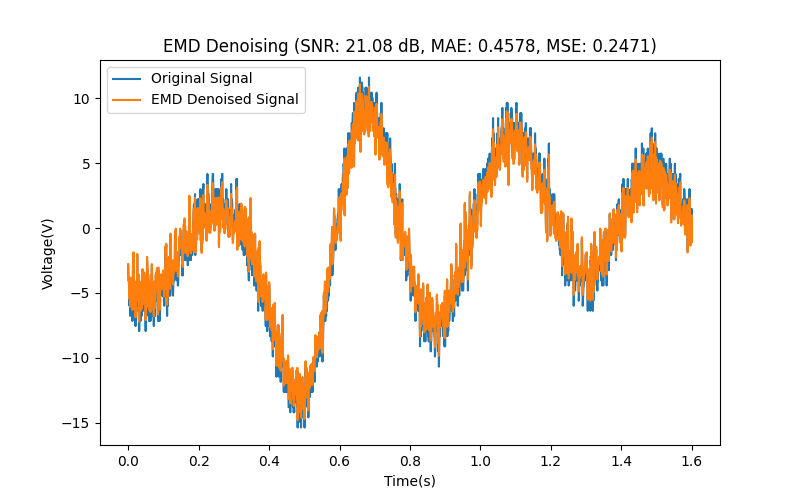 EMD Denoising (SNR: 21.08 dB, MAE: 0.4578, MSE: 0.2471)
Original Signal
EMD Denoised Signal
10
5
0
−5
−10
−15
Voltage(V)
0.0 0.2 0.4 0.6 0.8 1.0 1.2 1.4 1.6
Time(s)